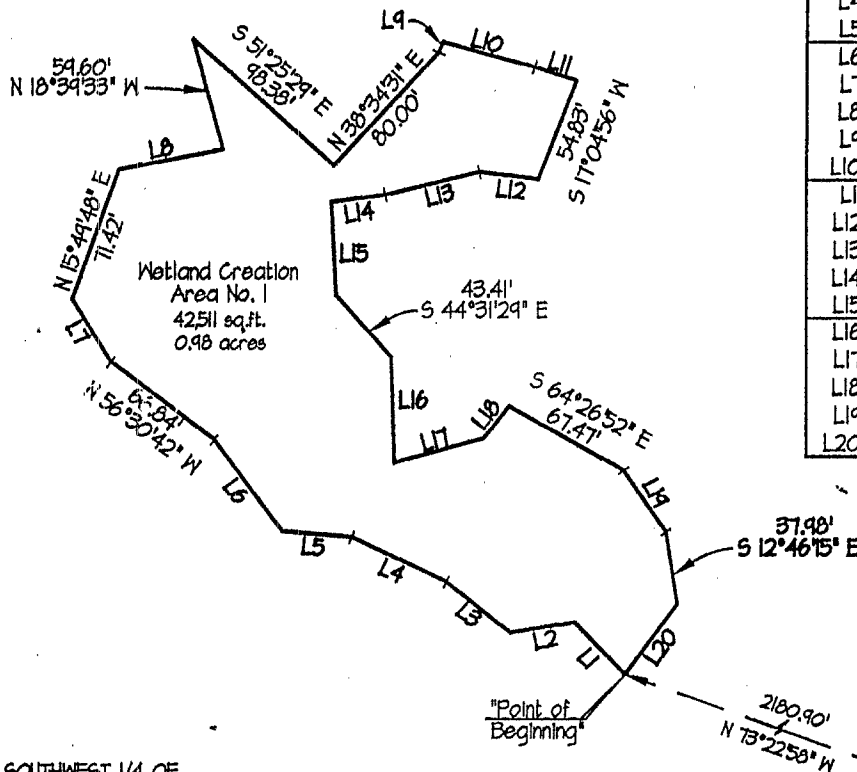 L9
L10
L11
S 51°25'29" E
98.38'
59.60'
N 18°39'33" W
N 38°34'31" E
80.00'
54.83'
S 17°04'56" W
L8
L12
L13
L14
L15
N 15°49'48" E
71.42'
Wetland Creation
Area No. 1
42,511 sq.ft.
0.98 acres
43.41'
S 44°31'29" E
L7
N 56°30'42" W
L16
L17
L18
S 64°26'52" E
67.47'
L6
L19
37.98'
S 12°46'15" E
L5
L4
L3
L2
L1
L20
"Point of
Beginning"
2180.90'
N 73°22'58" W
SOUTHWEST 1/4 OF
L5
L6
L7
L8
L9
L10
L12
L13
L14
L15
L16
L17
L18
L19
L20